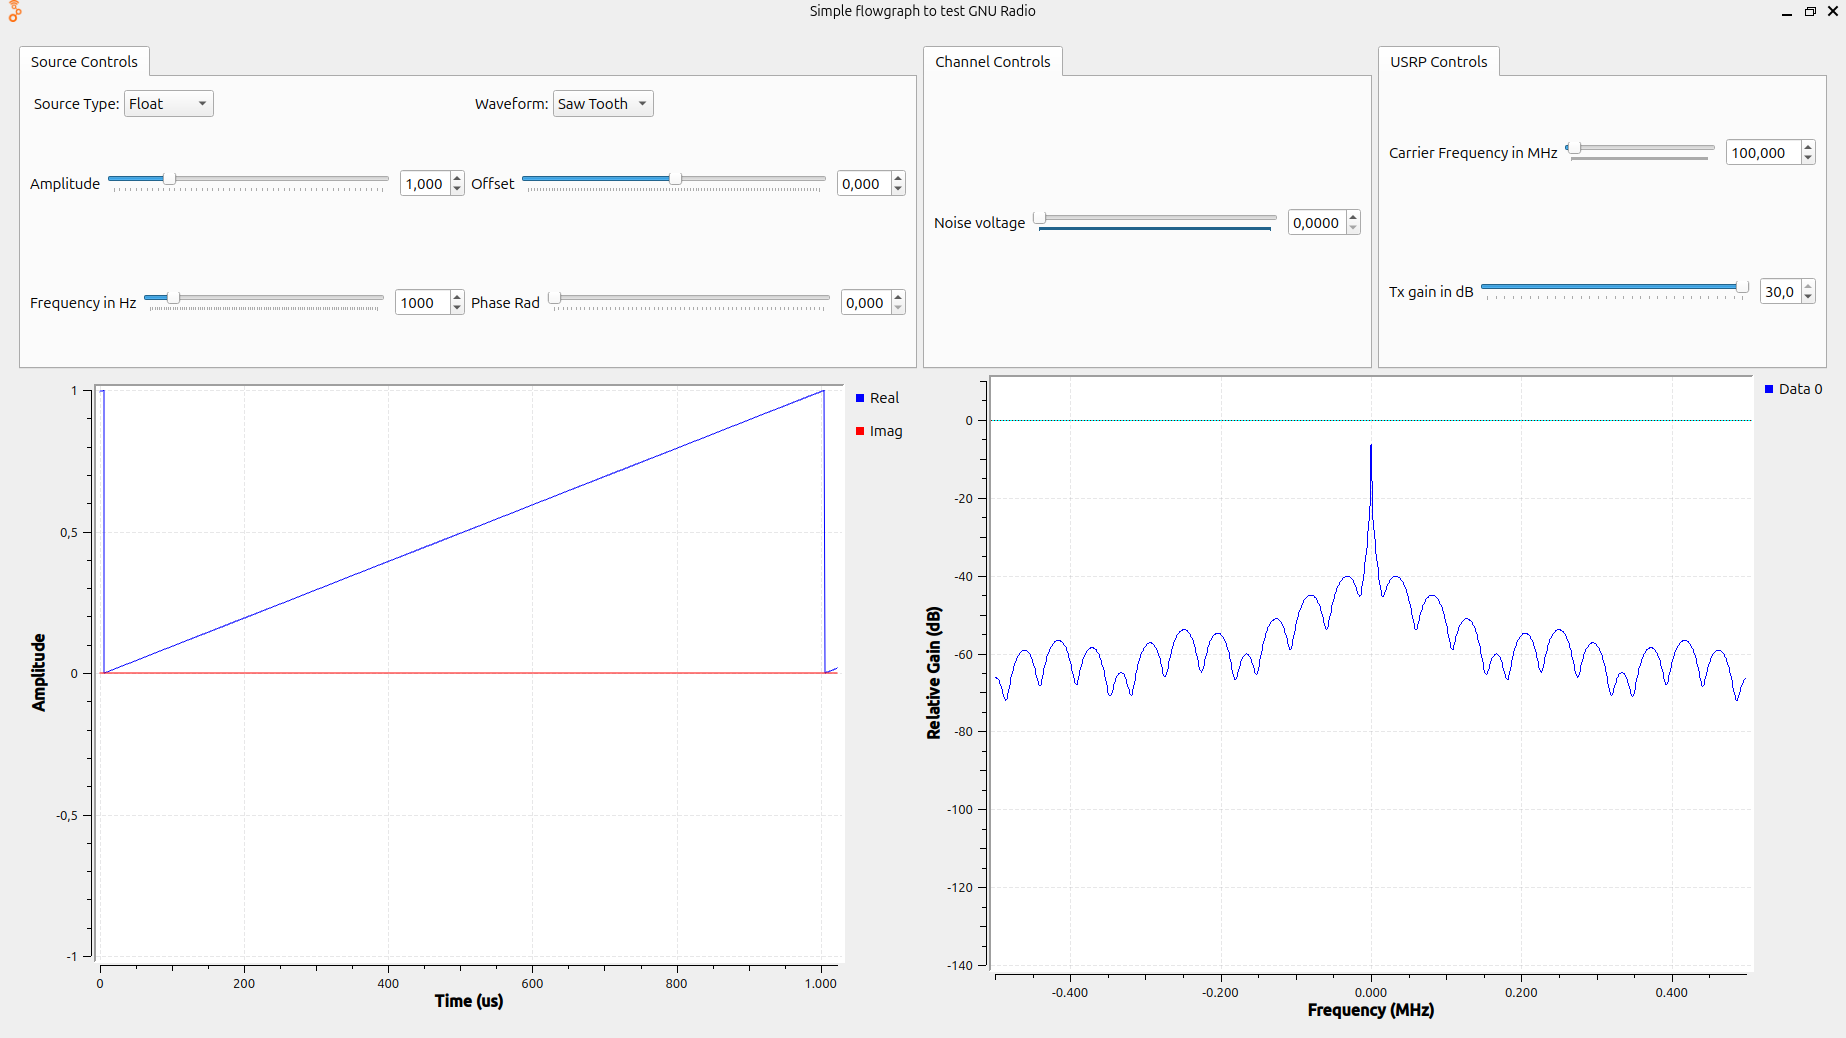 Simple flowgraph to test GNU Radio
Source Controls
Source Type: Float
Waveform: Saw Tooth
Amplitude 1,000
Offset 0,000
Frequency in Hz 1000
Phase Rad 0,000
Channel Controls
Noise voltage 0,0000
USRP Controls
Carrier Frequency in MHz 100,000
Tx gain in dB 30,0
1
0,5
0
-0,5
-1
Amplitude
0 200 400 600 800 1.000
Time (us)
Real
Imag
0
-20
-40
-60
-80
-100
-120
-140
Relative Gain (dB)
-0.400 -0.200 0.000 0.200 0.400
Frequency (MHz)
Data 0